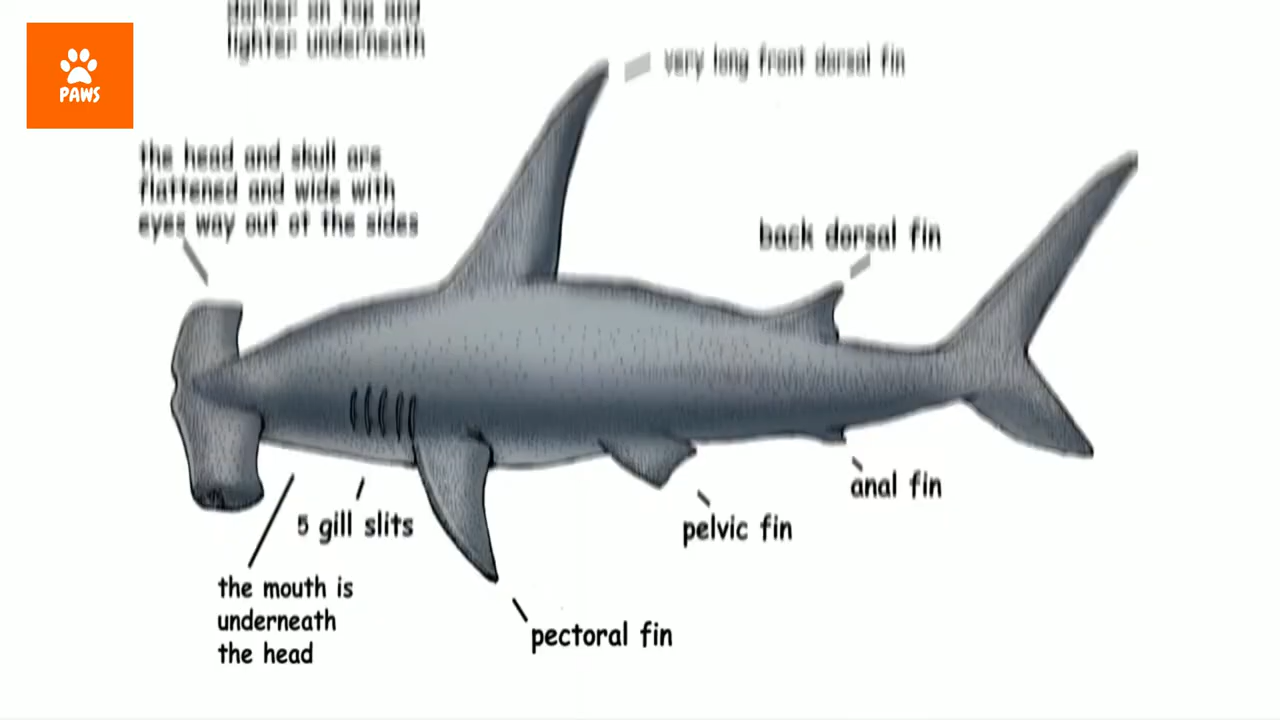 darker on top and
lighter underneath
PAWS
very long front dorsal fin
the head and skull are
flattened and wide with
eyes way out at the sides
back dorsal fin
anal fin
5 gill slits
pelvic fin
the mouth is
underneath
the head
pectoral fin